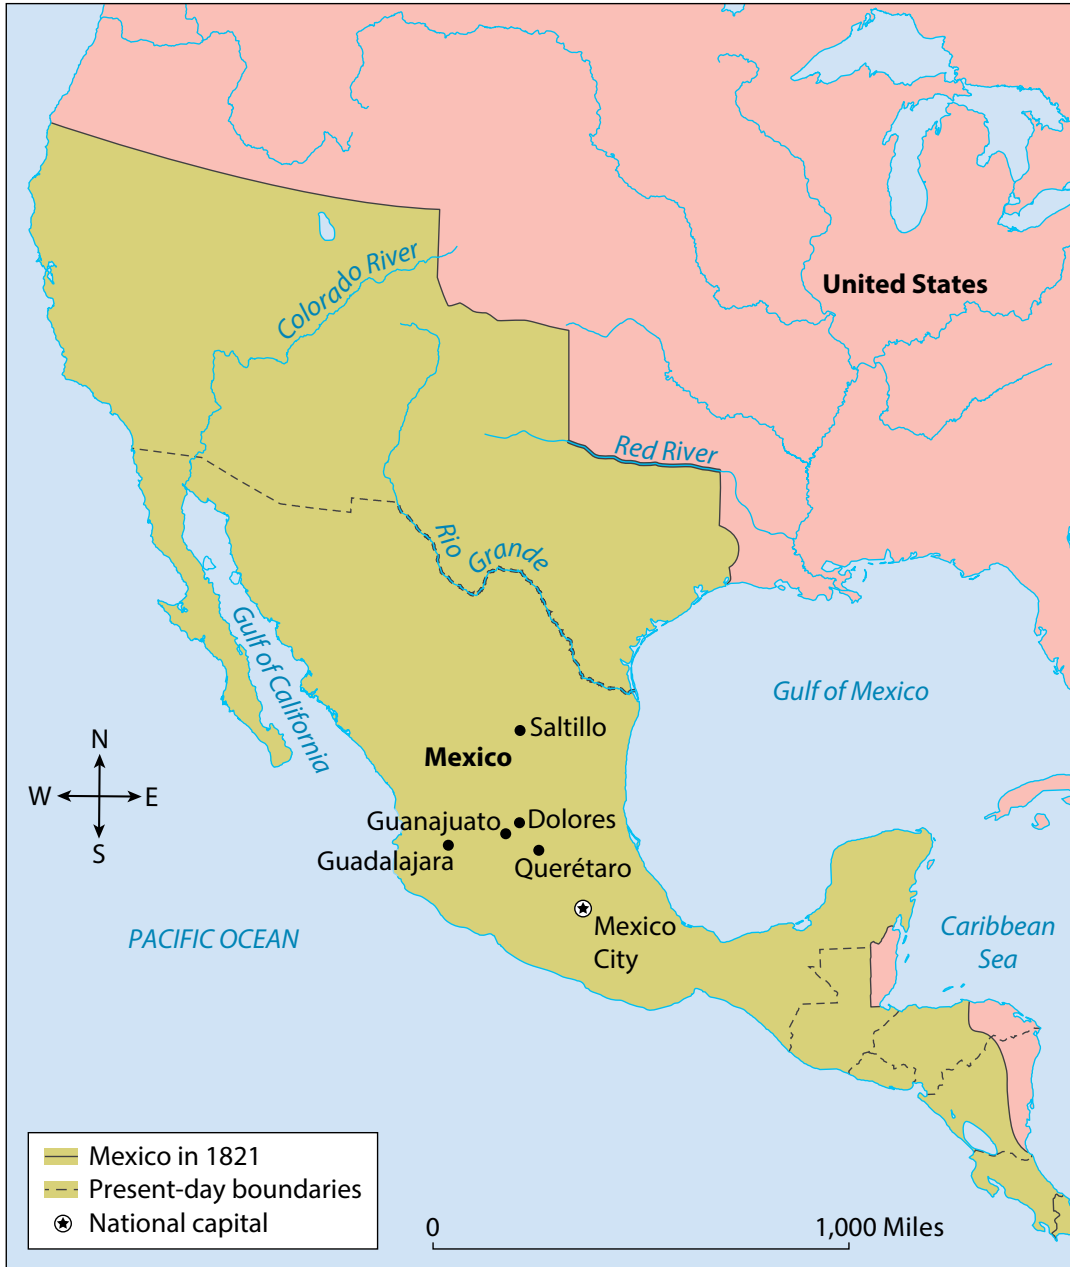 United States
Colorado River
Red River
Rio Grande
Gulf of California
Gulf of Mexico
Saltillo
Mexico
N
W E
S
Guanajuato
Dolores
Guadalajara
Querétaro
Mexico
City
PACIFIC OCEAN
Caribbean
Sea
Mexico in 1821
Present-day boundaries
National capital
0 1,000 Miles